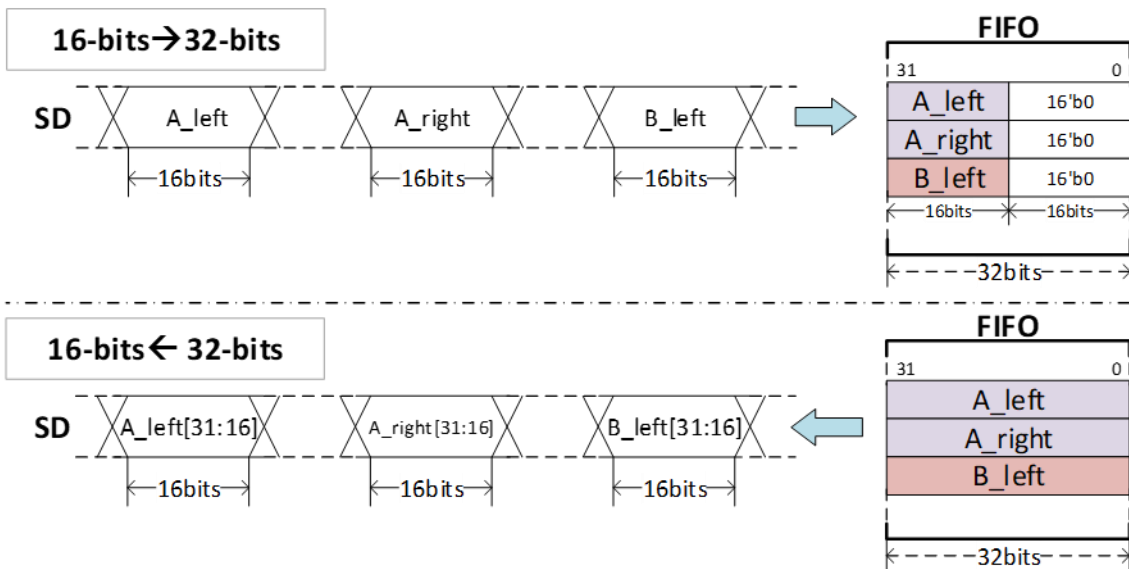 16-bits→32-bits
FIFO
31 0
SD A_left A_right B_left
A_left 16'b0
A_right 16'b0
B_left 16'b0
16bits 16bits 16bits
16bits 16bits
32bits
16-bits← 32-bits
FIFO
31 0
SD A_left[31:16] A_right[31:16] B_left[31:16]
A_left
A_right
B_left
16bits 16bits 16bits
32bits